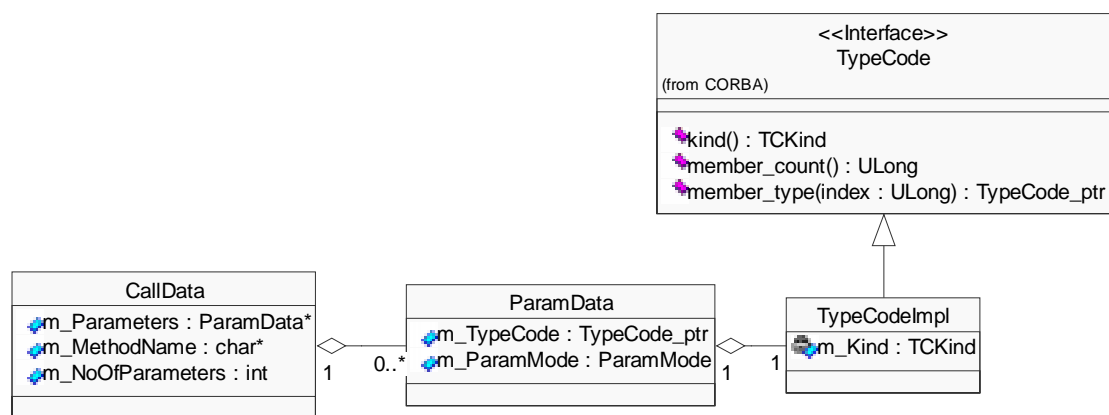 <<Interface>>
TypeCode
(from CORBA)
kind() : TCKind
member_count() : ULong
member_type(index : ULong) : TypeCode_ptr
CallData
m_Parameters : ParamData*
m_MethodName : char*
m_NoOfParameters : int
1
0..*
ParamData
m_TypeCode : TypeCode_ptr
m_ParamMode : ParamMode
1
1
TypeCodeImpl
m_Kind : TCKind